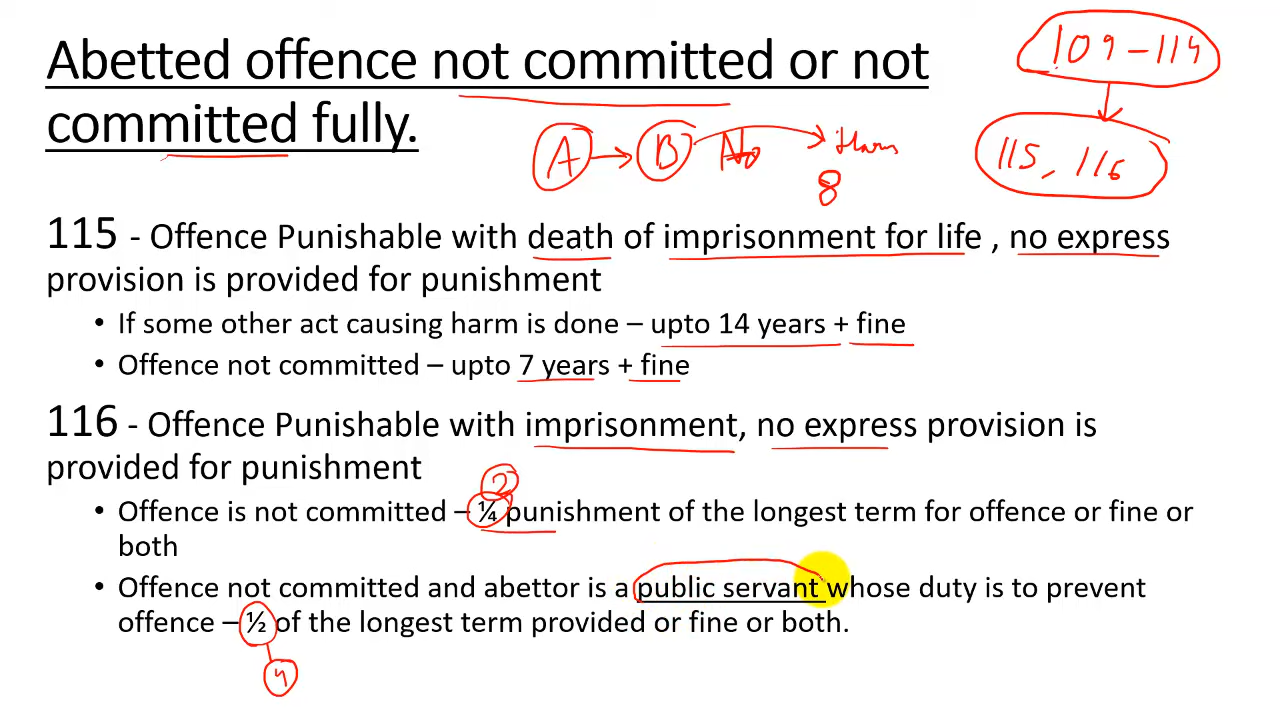 Abetted offence not committed or not
committed fully.
109 – 114
A B No Harm
8
115, 116
115 - Offence Punishable with death of imprisonment for life , no express
provision is provided for punishment
• If some other act causing harm is done – upto 14 years + fine
• Offence not committed – upto 7 years + fine
116 - Offence Punishable with imprisonment, no express provision is
provided for punishment
2
• Offence is not committed – ¼ punishment of the longest term for offence or fine or
both
• Offence not committed and abettor is a public servant whose duty is to prevent
offence – ½ of the longest term provided or fine or both.
4